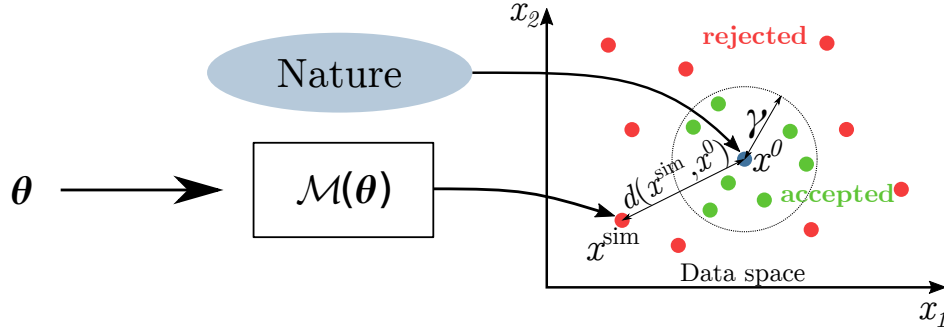 x₂
rejected
Nature
γ
x⁰
θ
M(θ)
d(xˢⁱᵐ, x⁰)
accepted
xˢⁱᵐ
Data space
x₁